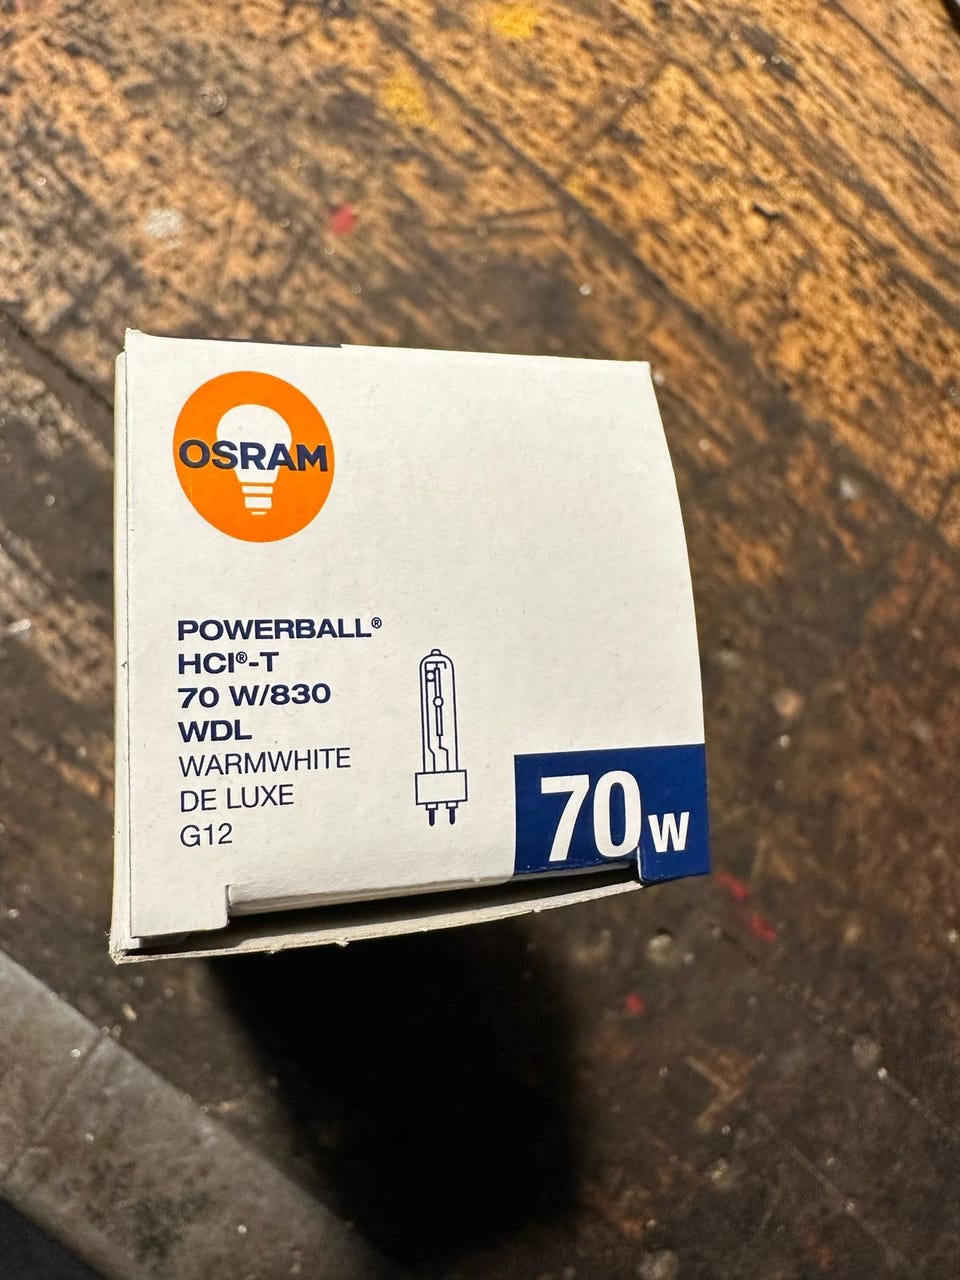 OSRAM
POWERBALL®
HCI®-T
70 W/830
WDL
WARMWHITE
DE LUXE
G12
70 W